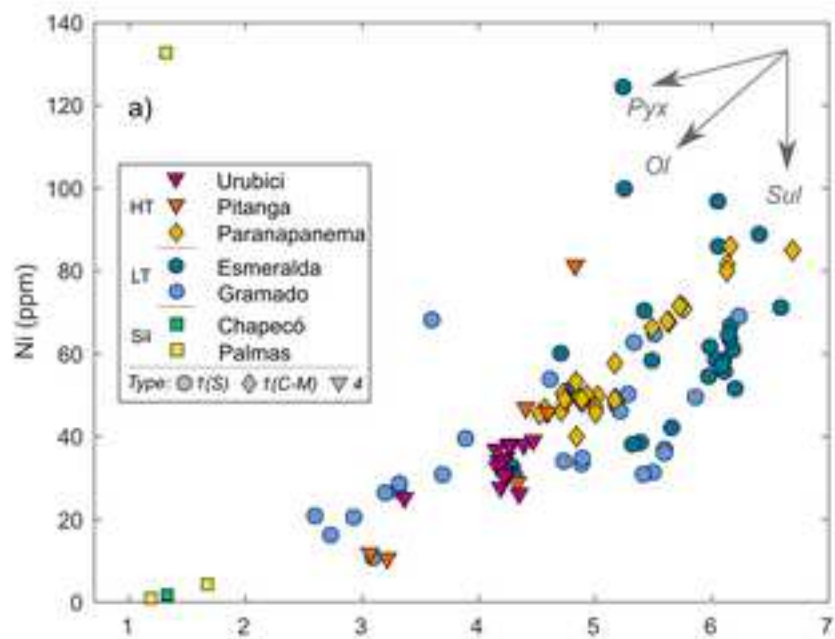 140
120
100
80
60
40
20
0
Ni (ppm)
a)
Pyx
Ol
Sul
HT
Urubici
Pitanga
Paranapanema
LT
Esmeralda
Gramado
Sil
Chapecó
Palmas
Type: 1(S) 1(C-M) 4
1 2 3 4 5 6 7